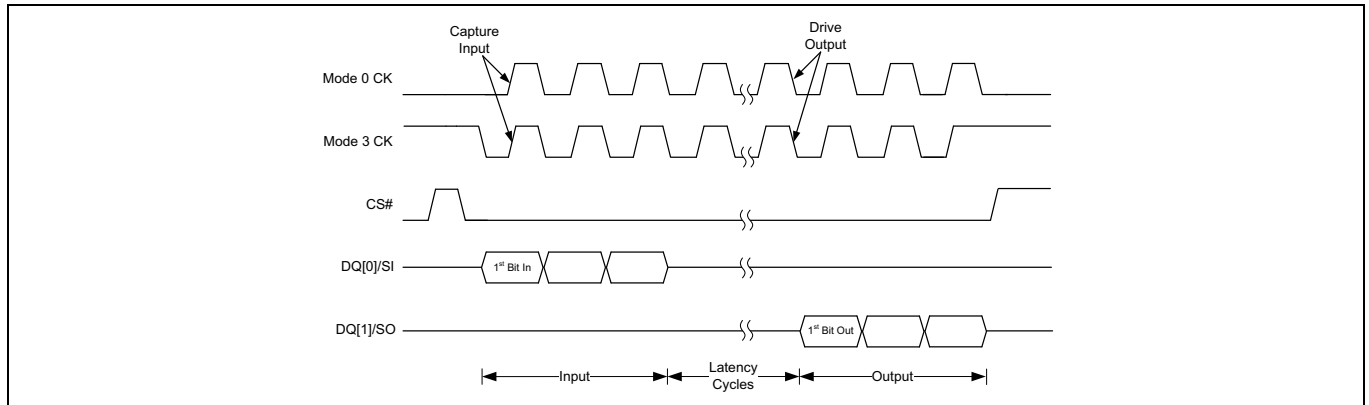 Capture
Input
Drive
Output
Mode 0 CK
Mode 3 CK
CS#
DQ[0]/SI
1st Bit In
DQ[1]/SO
1st Bit Out
Input
Latency
Cycles
Output